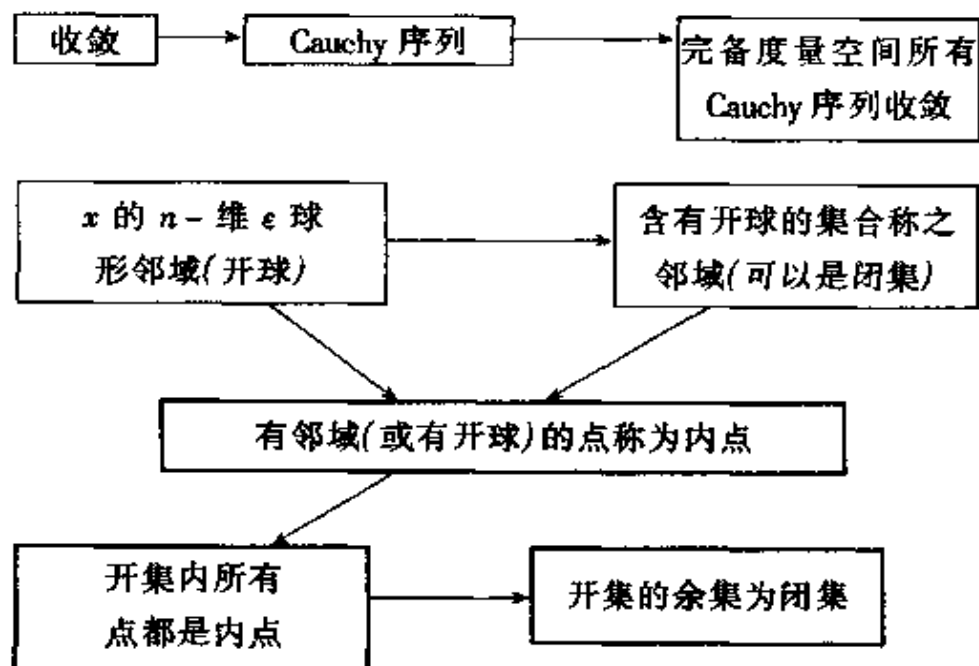 收敛
Cauchy 序列
完备度量空间所有
Cauchy 序列收敛
x 的 n - 维 ε 球
形邻域(开球)
含有开球的集合称之
邻域(可以是闭集)
有邻域(或有开球)的点称为内点
开集内所有
点都是内点
开集的余集为闭集